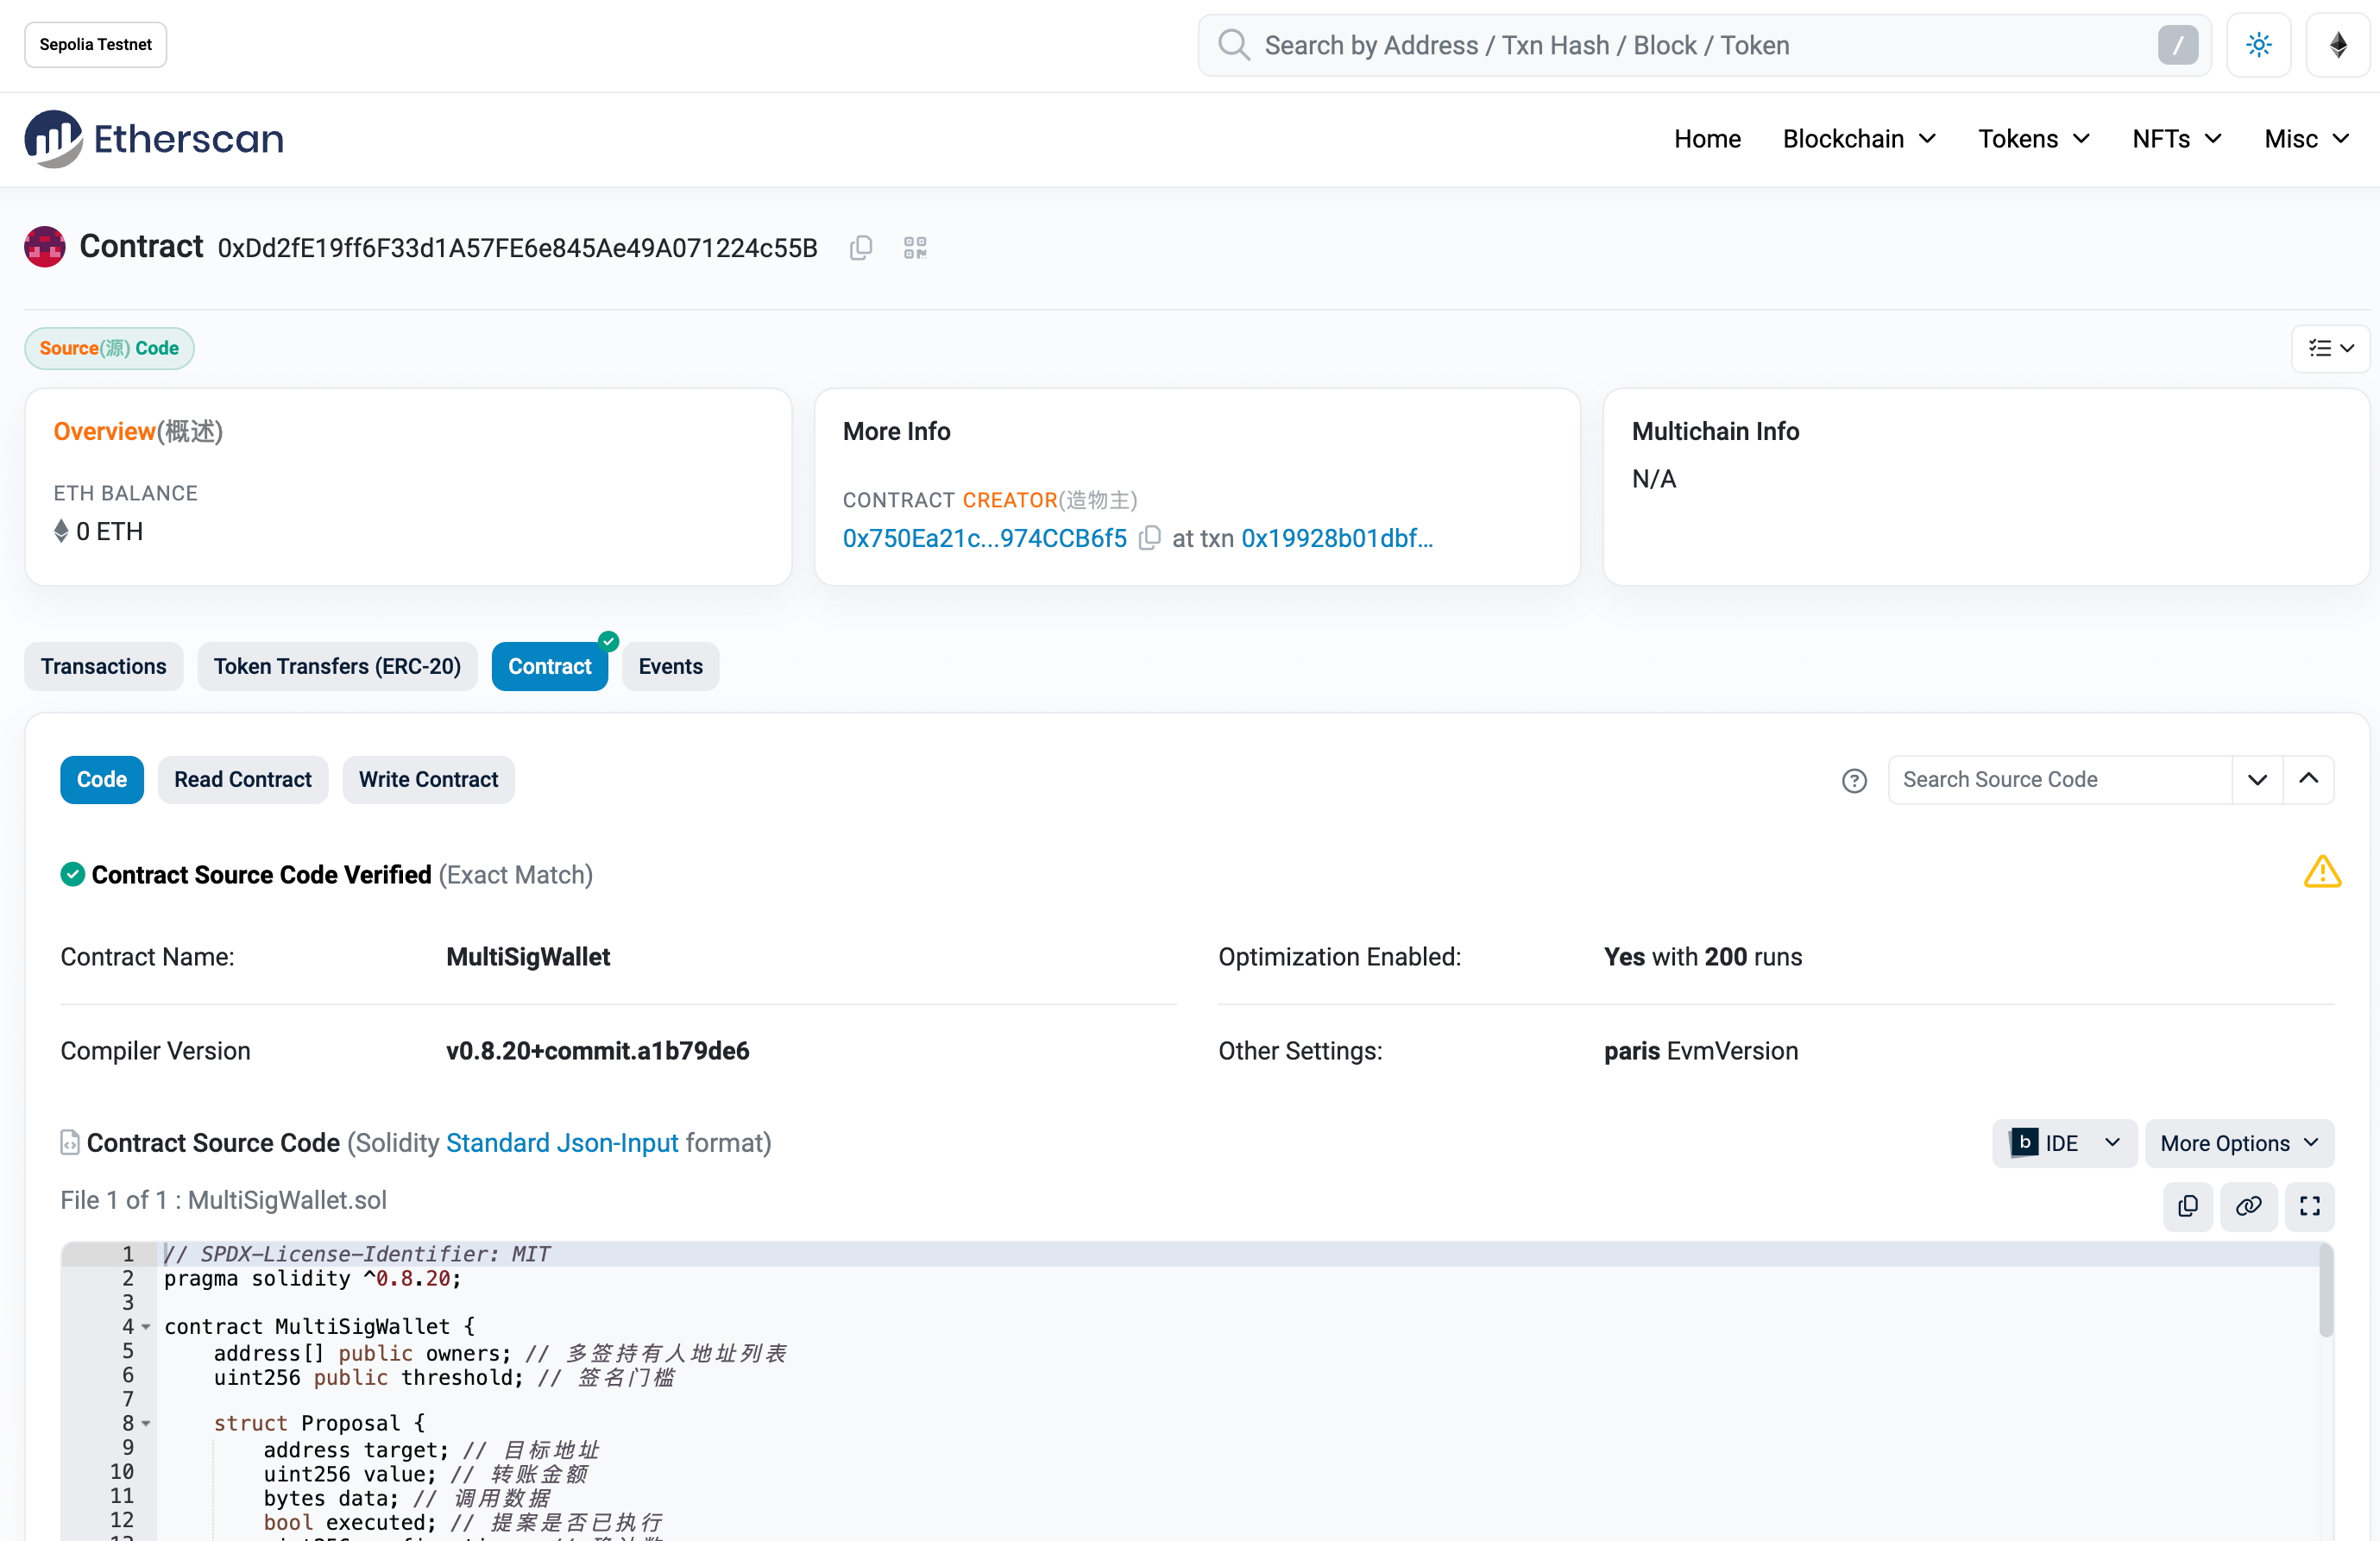 Sepolia Testnet
Search by Address / Txn Hash / Block / Token
/
Etherscan
Home
Blockchain
Tokens
NFTs
Misc
Contract 0xDd2fE19ff6F33d1A57FE6e845Ae49A071224c55B
Source(源) Code
Overview(概述)
ETH BALANCE
0 ETH
More Info
CONTRACT CREATOR(造物主)
0x750Ea21c...974CCB6f5 at txn 0x19928b01dbf...
Multichain Info
N/A
Transactions
Token Transfers (ERC-20)
Contract
Events
Code
Read Contract
Write Contract
Search Source Code
Contract Source Code Verified (Exact Match)
Contract Name:
MultiSigWallet
Optimization Enabled:
Yes with 200 runs
Compiler Version
v0.8.20+commit.a1b79de6
Other Settings:
paris EvmVersion
Contract Source Code (Solidity Standard Json-Input format)
b IDE
More Options
File 1 of 1 : MultiSigWallet.sol
1 // SPDX-License-Identifier: MIT
2 pragma solidity ^0.8.20;
3
4 contract MultiSigWallet {
5 address[] public owners; // 多签持有人地址列表
6 uint256 public threshold; // 签名门槛
7
8 struct Proposal {
9 address target; // 目标地址
10 uint256 value; // 转账金额
11 bytes data; // 调用数据
12 bool executed; // 提案是否已执行